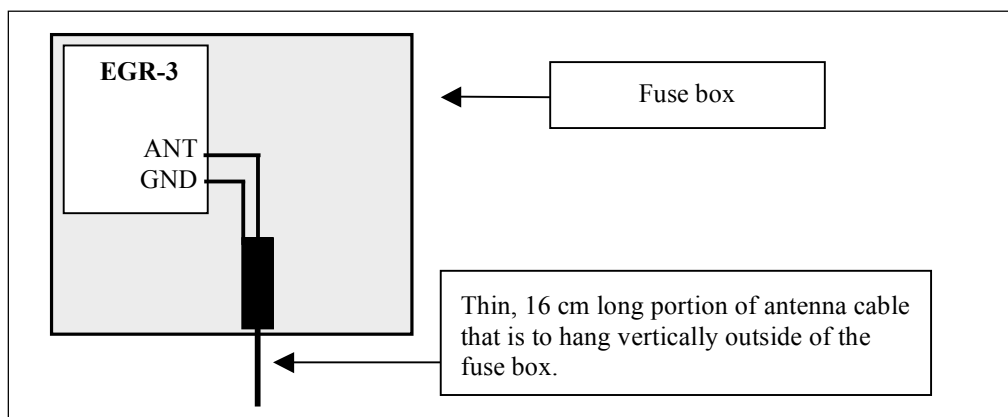 EGR-3
Fuse box
ANT
GND
Thin, 16 cm long portion of antenna cable
that is to hang vertically outside of the
fuse box.